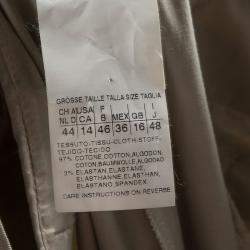 GRÖSSE TAILLE TALLA SIZE TAGLIA
CH A USA F I
NL D CA B MEX GB J
44 14 46 36 16 48
TESSUTO-TISSU-CLOTH-STOFF-
TEJIDO-TECIDO
97% COTONE,COTTON,ALGODON
COTON,BAUMWOLLE,ALGODAO
3% ELASTAN,ELASTANE,
ELASTHANNE,ELASTHAN,
ELASTANO,SPANDEX
CARE INSTRUCTIONS ON REVERSE